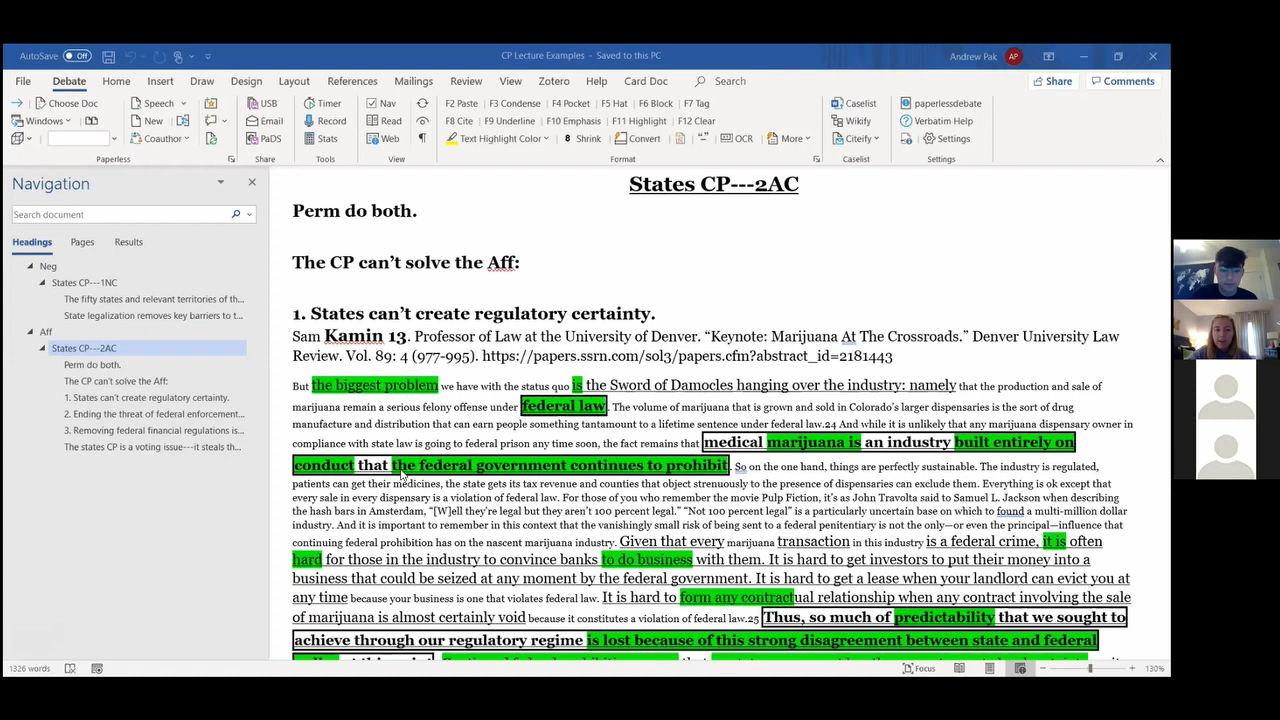 AutoSave Off
CP Lecture Examples - Saved to this PC
Andrew Pak AP
File Debate Home Insert Draw Design Layout References Mailings Review View Zotero Help Card Doc Search Share Comments
Choose Doc Speech USB Timer Nav F2 Paste F3 Condense F4 Pocket F5 Hat F6 Block F7 Tag Caselist paperlessdebate
Windows New Email Record Read F8 Cite F9 Underline F10 Emphasis F11 Highlight F12 Clear Wikify Verbatim Help
Coauthor PaDS Stats Web ¶ Text Highlight Color 8 Shrink Convert OCR More Citeify Settings
Paperless Share Tools View Format Caselist Settings
Navigation
Search document
Headings Pages Results
Neg
States CP---1NC
The fifty states and relevant territories of th...
State legalization removes key barriers to t...
Aff
States CP---2AC
Perm do both.
The CP can't solve the Aff:
1. States can't create regulatory certainty.
2. Ending the threat of federal enforcement...
3. Removing federal financial regulations is...
The states CP is a voting issue---it steals th...
States CP---2AC
Perm do both.
The CP can't solve the Aff:
1. States can't create regulatory certainty.
Sam Kamin 13. Professor of Law at the University of Denver. “Keynote: Marijuana At The Crossroads.” Denver University Law
Review. Vol. 89: 4 (977-995). https://papers.ssrn.com/sol3/papers.cfm?abstract_id=2181443
But the biggest problem we have with the status quo is the Sword of Damocles hanging over the industry: namely that the production and sale of
marijuana remain a serious felony offense under federal law. The volume of marijuana that is grown and sold in Colorado's larger dispensaries is the sort of drug
manufacture and distribution that can earn people something tantamount to a lifetime sentence under federal law.24 And while it is unlikely that any marijuana dispensary owner in
compliance with state law is going to federal prison any time soon, the fact remains that medical marijuana is an industry built entirely on
conduct that the federal government continues to prohibit. So on the one hand, things are perfectly sustainable. The industry is regulated,
patients can get their medicines, the state gets its tax revenue and counties that object strenuously to the presence of dispensaries can exclude them. Everything is ok except that
every sale in every dispensary is a violation of federal law. For those of you who remember the movie Pulp Fiction, it's as John Travolta said to Samuel L. Jackson when describing
the hash bars in Amsterdam, “[W]ell they're legal but they aren't 100 percent legal.” “Not 100 percent legal” is a particularly uncertain base on which to found a multi-million dollar
industry. And it is important to remember in this context that the vanishingly small risk of being sent to a federal penitentiary is not the only—or even the principal—influence that
continuing federal prohibition has on the nascent marijuana industry. Given that every marijuana transaction in this industry is a federal crime, it is often
hard for those in the industry to convince banks to do business with them. It is hard to get investors to put their money into a
business that could be seized at any moment by the federal government. It is hard to get a lease when your landlord can evict you at
any time because your business is one that violates federal law. It is hard to form any contractual relationship when any contract involving the sale
of marijuana is almost certainly void because it constitutes a violation of federal law.25 Thus, so much of predictability that we sought to
achieve through our regulatory regime is lost because of this strong disagreement between state and federal
1326 words Focus 130%